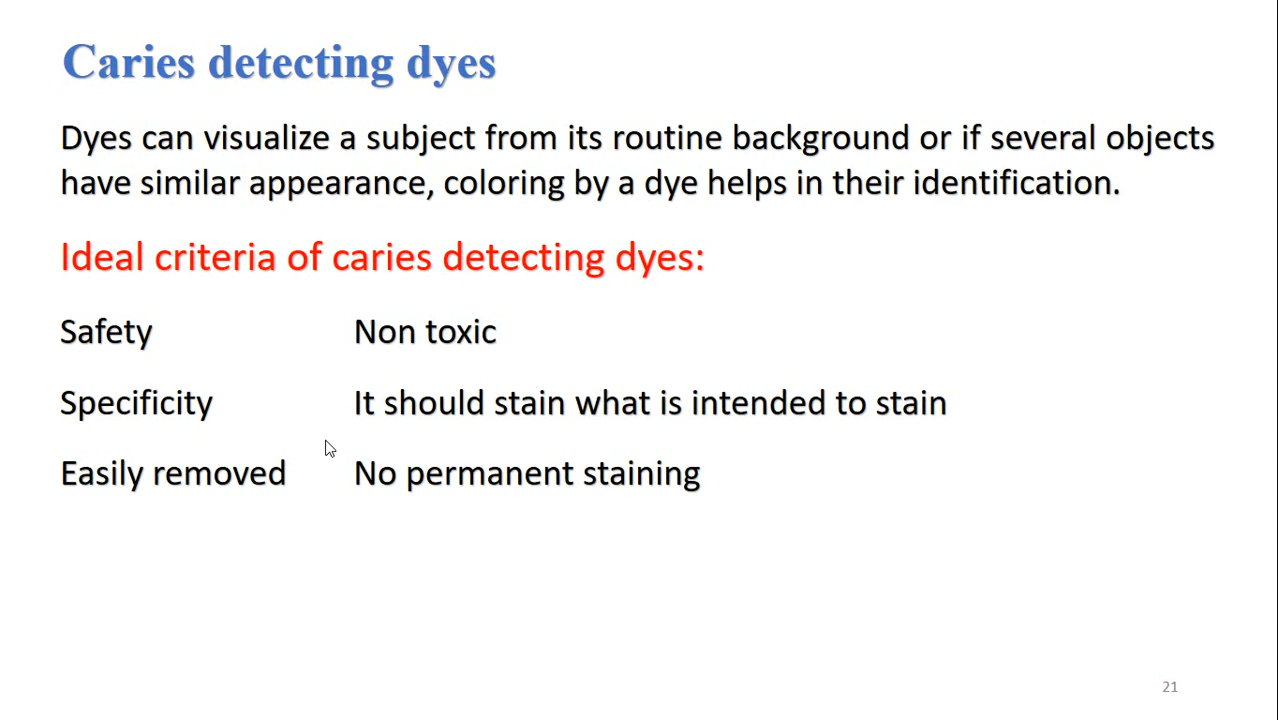 Caries detecting dyes
Dyes can visualize a subject from its routine background or if several objects
have similar appearance, coloring by a dye helps in their identification.
Ideal criteria of caries detecting dyes:
Safety Non toxic
Specificity It should stain what is intended to stain
Easily removed No permanent staining
21